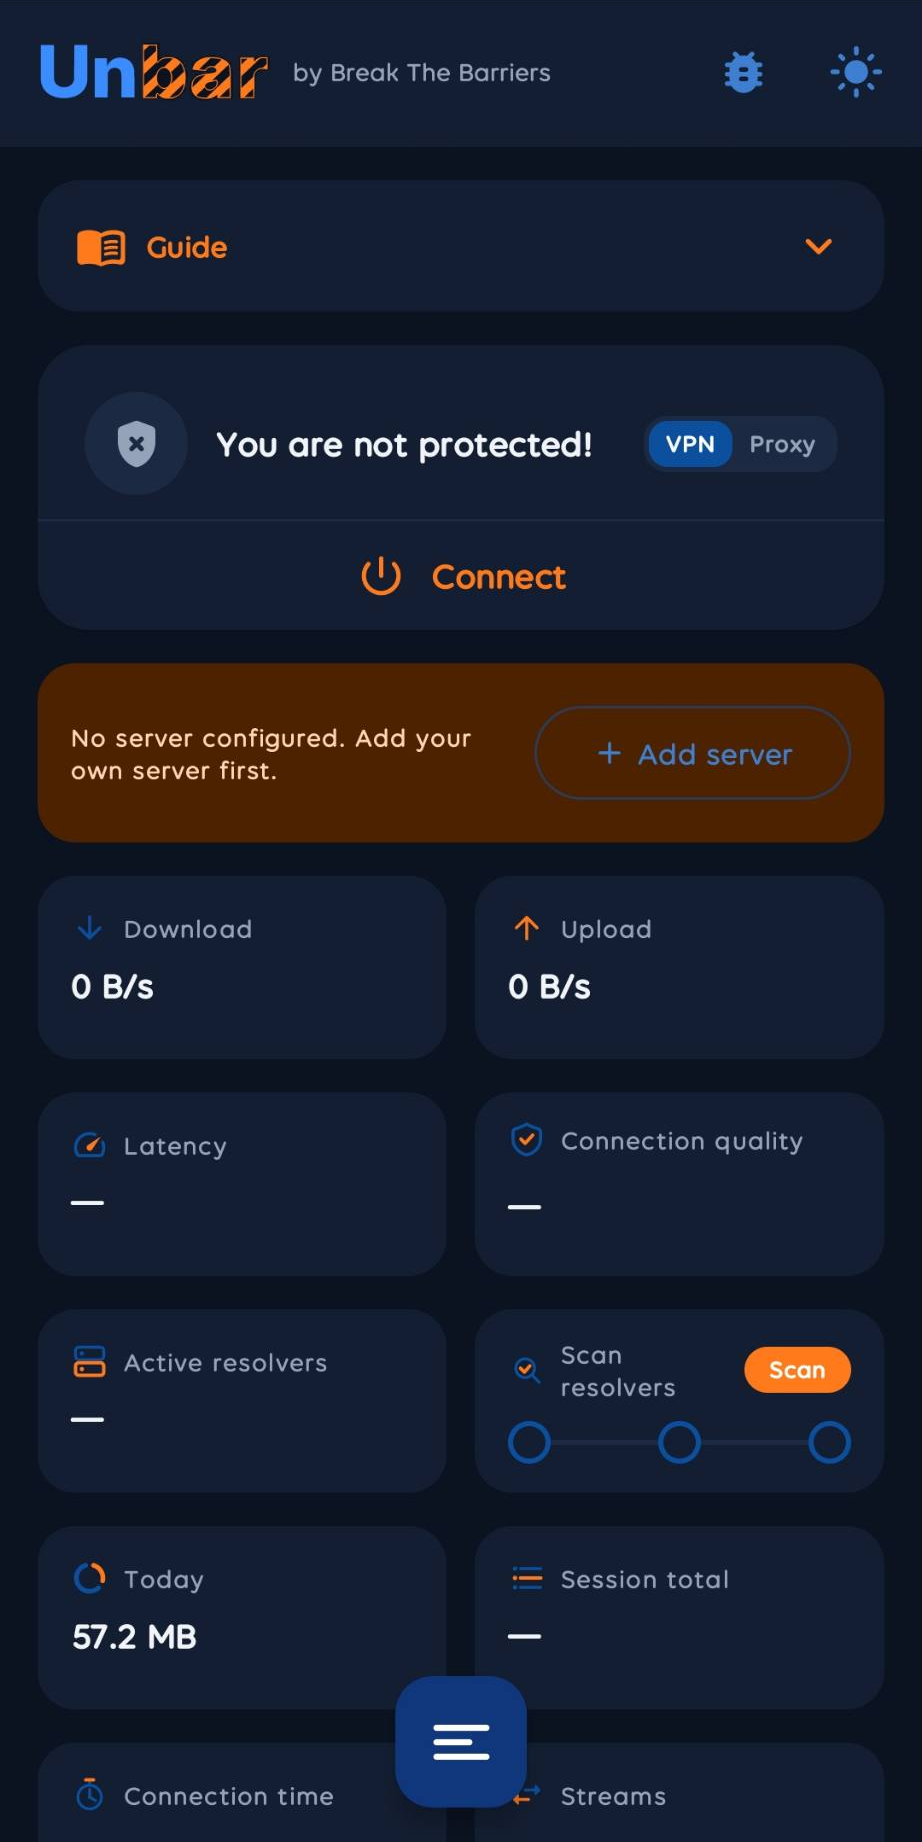 Unbar by Break The Barriers
Guide
You are not protected!
VPN Proxy
Connect
No server configured. Add your
own server first.
+ Add server
Download
0 B/s
Upload
0 B/s
Latency
—
Connection quality
—
Active resolvers
—
Scan
resolvers
Scan
Today
57.2 MB
Session total
—
Connection time
Streams